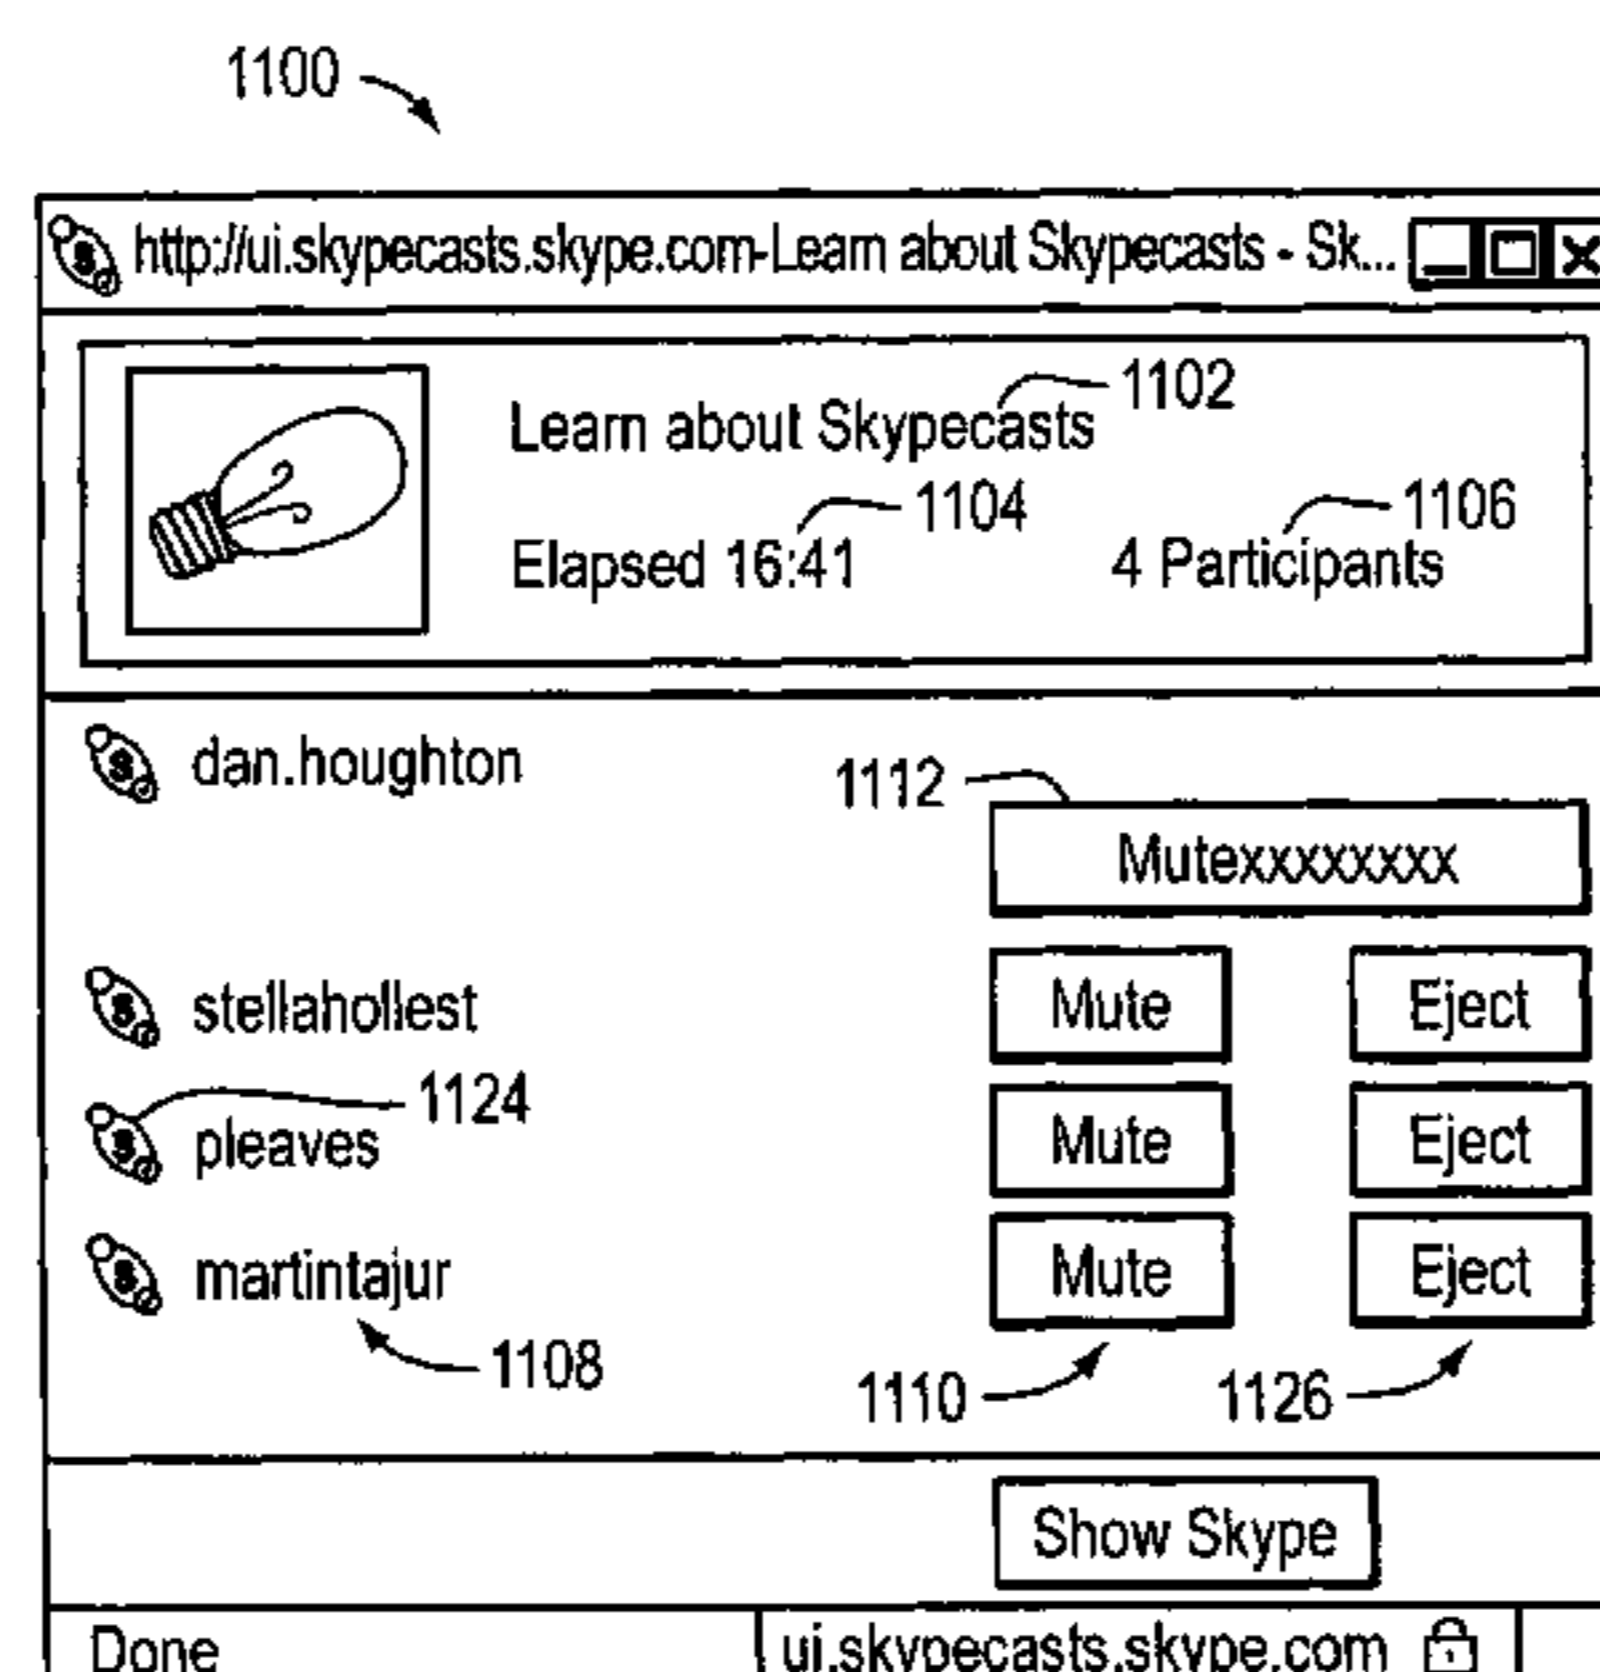 1100
http://ui.skypecasts.skype.com-Learn about Skypecasts - Sk...
Learn about Skypecasts 1102
1104 1106
Elapsed 16:41 4 Participants
dan.houghton
1112
Mutexxxxxxxx
stellahollest Mute Eject
1124
pleaves Mute Eject
martintajur Mute Eject
1108 1110 1126
Show Skype
Done ui.skypecasts.skype.com